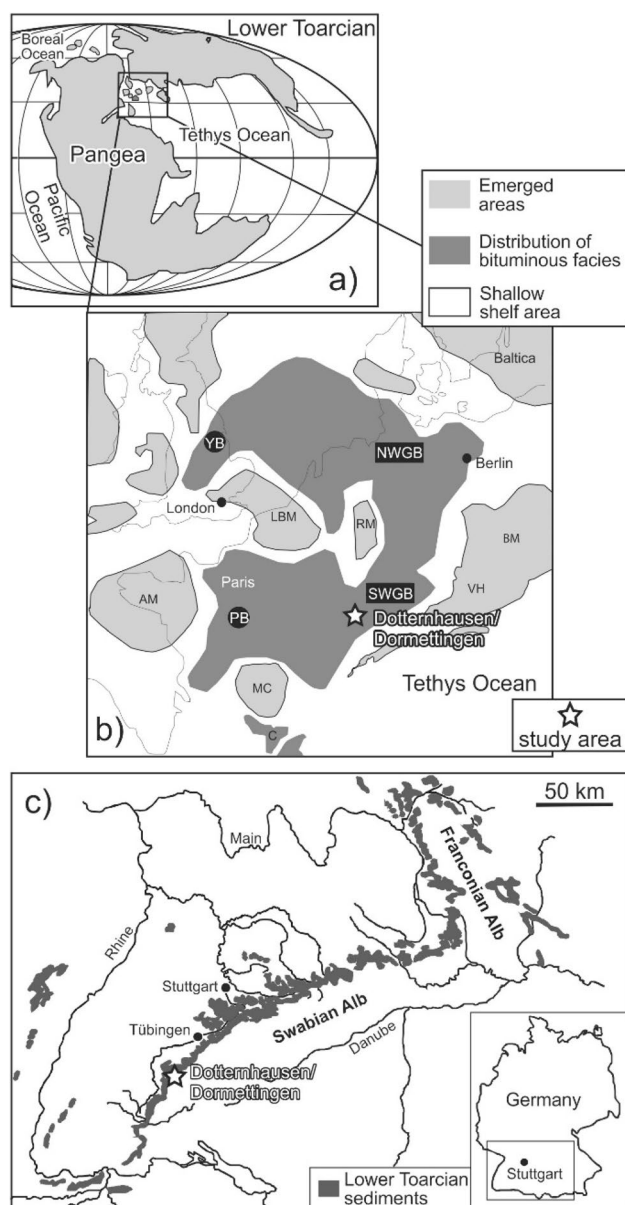 Lower Toarcian
Boreal
Ocean
Tethys Ocean
Pangea
Pacific
Ocean
a)
Emerged
areas
Distribution of
bituminous facies
Shallow
shelf area
Baltica
YB
NWGB
Berlin
London
LBM
RM
BM
Paris
SWGB
VH
AM
PB
Dotternhausen/
Dormettingen
MC
Tethys Ocean
C
b)
study area
c)
50 km
Main
Franconian Alb
Rhine
Stuttgart
Swabian Alb
Tübingen
Danube
Dotternhausen/
Dormettingen
Germany
Stuttgart
Lower Toarcian
sediments